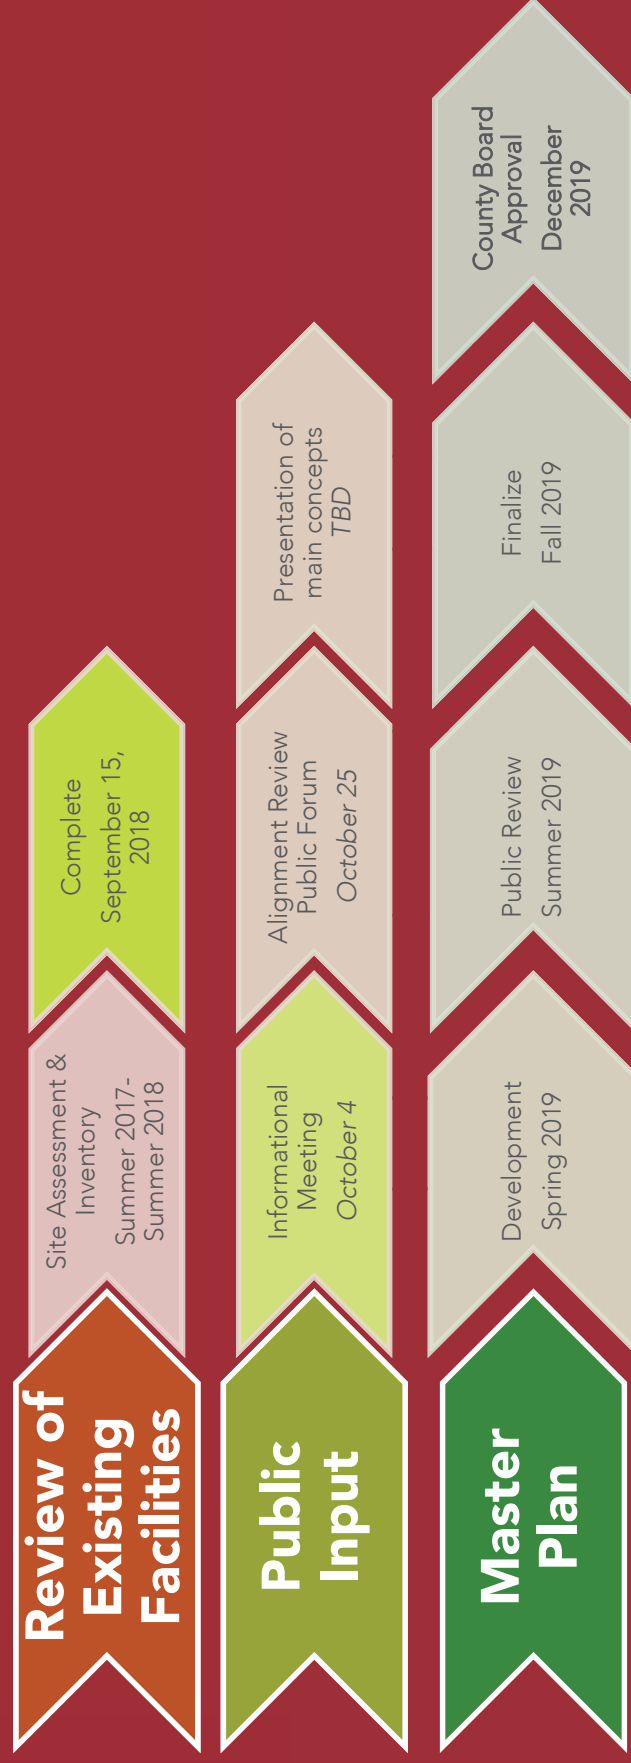 Review of
Existing
Facilities
Site Assessment &
Inventory
Summer 2017-
Summer 2018
Complete
September 15,
2018
Public
Input
Informational
Meeting
October 4
Alignment Review
Public Forum
October 25
Presentation of
main concepts
TBD
Master
Plan
Development
Spring 2019
Public Review
Summer 2019
Finalize
Fall 2019
County Board
Approval
December
2019